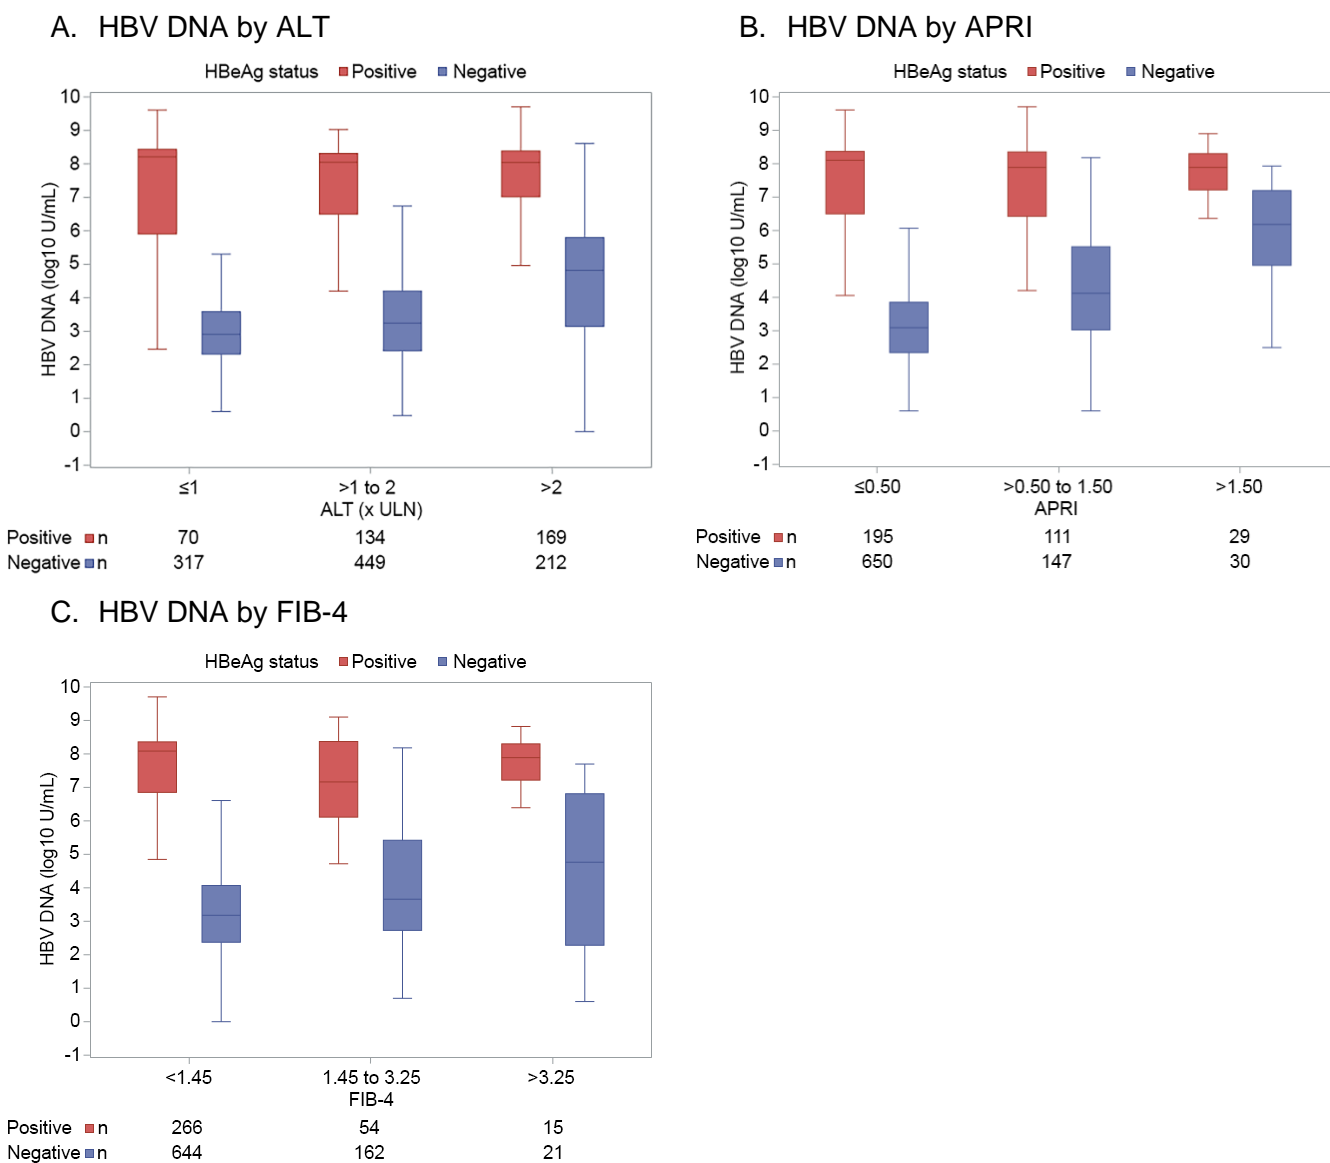 A. HBV DNA by ALT
HBeAg status Positive Negative
10
9
8
7
6
5
4
3
2
1
0
-1
HBV DNA (log10 U/mL)
≤1 >1 to 2 >2
ALT (x ULN)
Positive n 70 134 169
Negative n 317 449 212
B. HBV DNA by APRI
HBeAg status Positive Negative
10
9
8
7
6
5
4
3
2
1
0
-1
HBV DNA (log10 U/mL)
≤0.50 >0.50 to 1.50 >1.50
APRI
Positive n 195 111 29
Negative n 650 147 30
C. HBV DNA by FIB-4
HBeAg status Positive Negative
10
9
8
7
6
5
4
3
2
1
0
-1
HBV DNA (log10 U/mL)
<1.45 1.45 to 3.25 >3.25
FIB-4
Positive n 266 54 15
Negative n 644 162 21